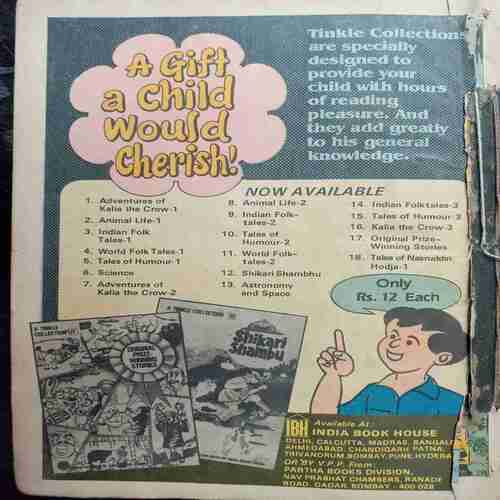 A Gift
a Child
Would
Cherish!
Tinkle Collections
are specially
designed to
provide your
child with hours
of reading
pleasure. And
they add greatly
to his general
knowledge.
NOW AVAILABLE
1. Adventures of
Kalia the Crow-1
2. Animal Life-1
3. Indian Folk
Tales-1
4. World Folk Tales-1
5. Tales of Humour-1
6. Science
7. Adventures of
Kalia the Crow-2
8. Animal Life-2
9. Indian Folk-
tales-2
10. Tales of
Humour-2
11. World Folk-
tales-2
12. Shikari Shambhu
13. Astronomy
and Space
14. Indian Folktales-3
15. Tales of Humour-3
16. Kalia the Crow-3
17. Original Prize-
Winning Stories
18. Tales of Nasruddin
Hodja-1
Only
Rs. 12 Each
A TINKLE
COLLECTION
ORIGINAL
PRIZE
WINNING
STORIES
A TINKLE COLLECTION
Shikari
Shambu
IBH
Available At:
INDIA BOOK HOUSE
DELHI, CALCUTTA, MADRAS, BANGALO
AHMEDABAD, CHANDIGARH, PATNA,
TRIVANDRUM, BOMBAY, PUNE, HYDERA
OR BY V.P.P. From:
PARTHA BOOKS DIVISION,
NAV PRABHAT CHAMBERS, RANADE
ROAD, DADAR, BOMBAY - 400 028